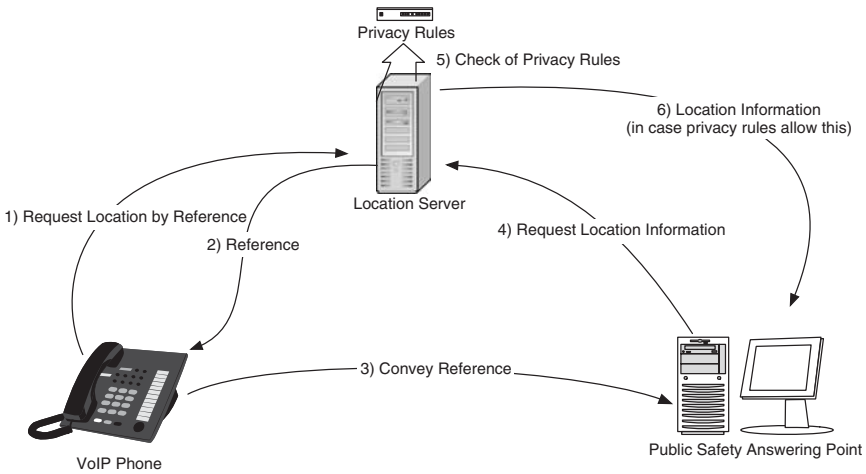 Privacy Rules
5) Check of Privacy Rules
6) Location Information
(in case privacy rules allow this)
Location Server
1) Request Location by Reference
4) Request Location Information
2) Reference
3) Convey Reference
Public Safety Answering Point
VoIP Phone